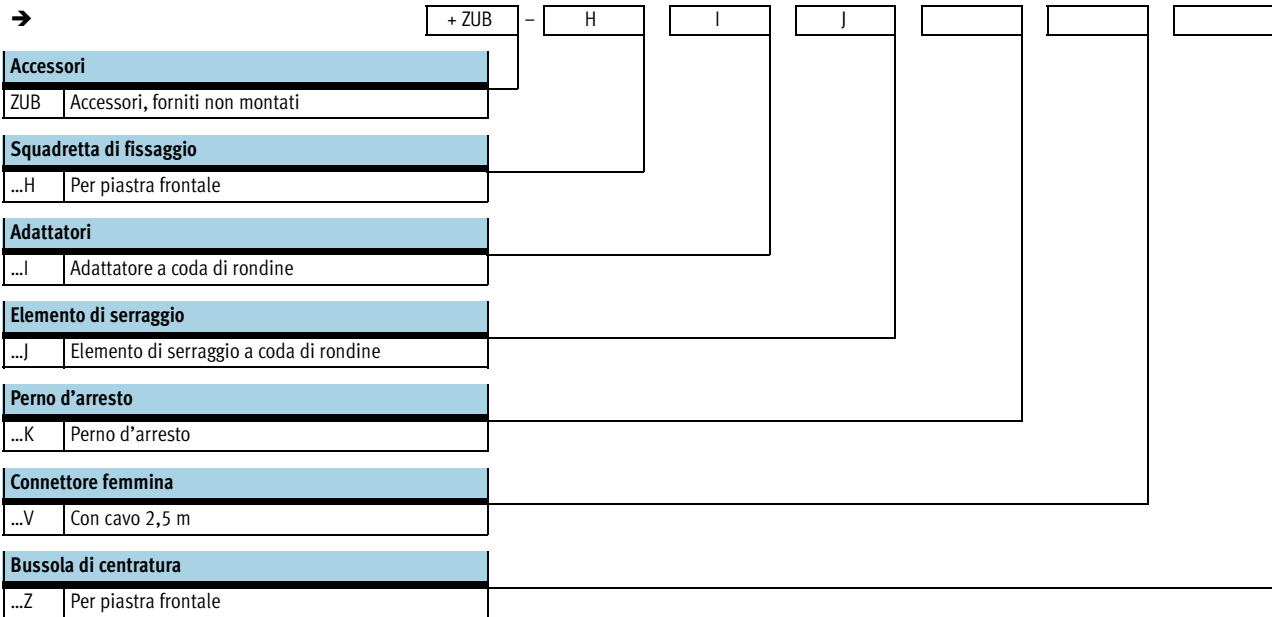 ➔ + ZUB – H I J
Accessori
ZUB Accessori, forniti non montati
Squadretta di fissaggio
...H Per piastra frontale
Adattatori
...I Adattatore a coda di rondine
Elemento di serraggio
...J Elemento di serraggio a coda di rondine
Perno d’arresto
...K Perno d’arresto
Connettore femmina
...V Con cavo 2,5 m
Bussola di centratura
...Z Per piastra frontale